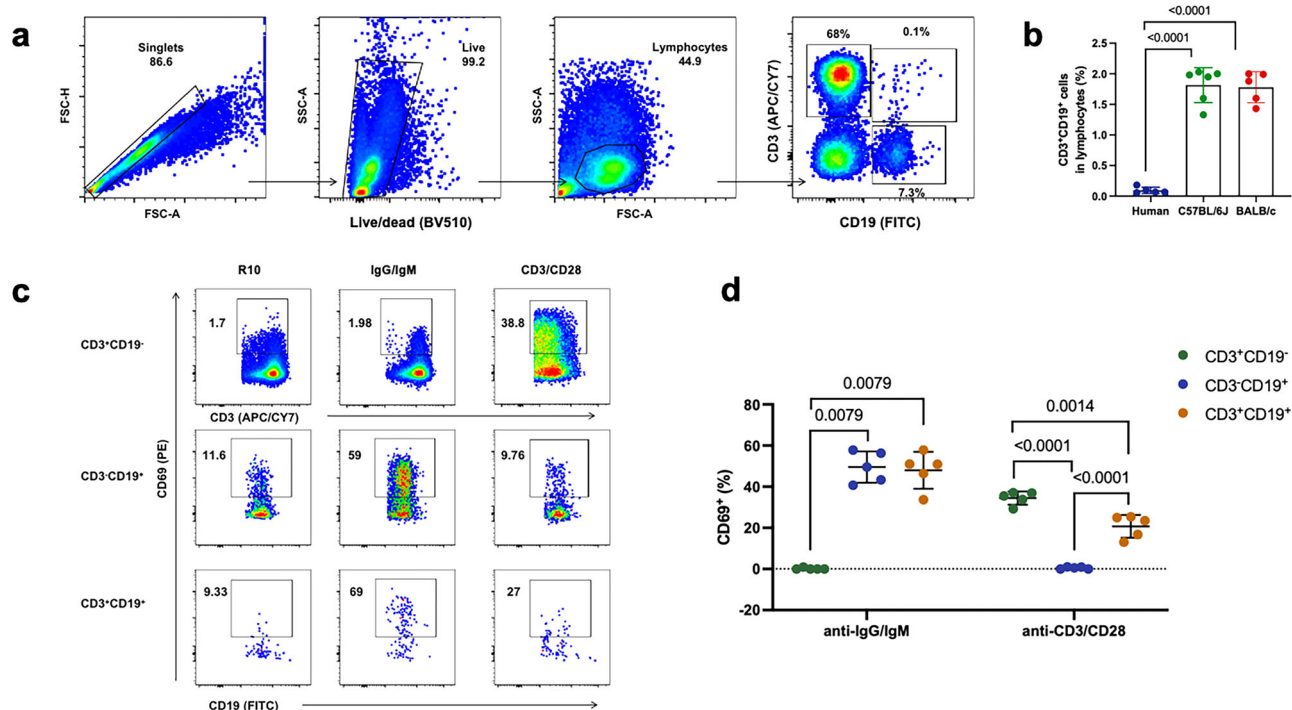 a
Singlets
86.6
FSC-H
FSC-A
Live
99.2
SSC-A
Live/dead (BV510)
Lymphocytes
44.9
SSC-A
FSC-A
68%
0.1%
7.3%
CD3 (APC/CY7)
CD19 (FITC)
b
<0.0001
<0.0001
CD3⁺CD19⁺ cells
in lymphocytes (%)
2.5
2.0
1.5
1.0
0.5
0.0
Human
C57BL/6J
BALB/c
c
R10
IgG/IgM
CD3/CD28
CD3⁺CD19⁻
1.7
1.98
38.8
CD3 (APC/CY7)
CD69 (PE)
CD3⁻CD19⁺
11.6
59
9.76
CD3⁺CD19⁺
9.33
69
27
CD19 (FITC)
d
CD3⁺CD19⁻
CD3⁻CD19⁺
CD3⁺CD19⁺
0.0079
0.0079
0.0014
<0.0001
<0.0001
CD69⁺ (%)
80
60
40
20
0
-20
anti-IgG/IgM
anti-CD3/CD28